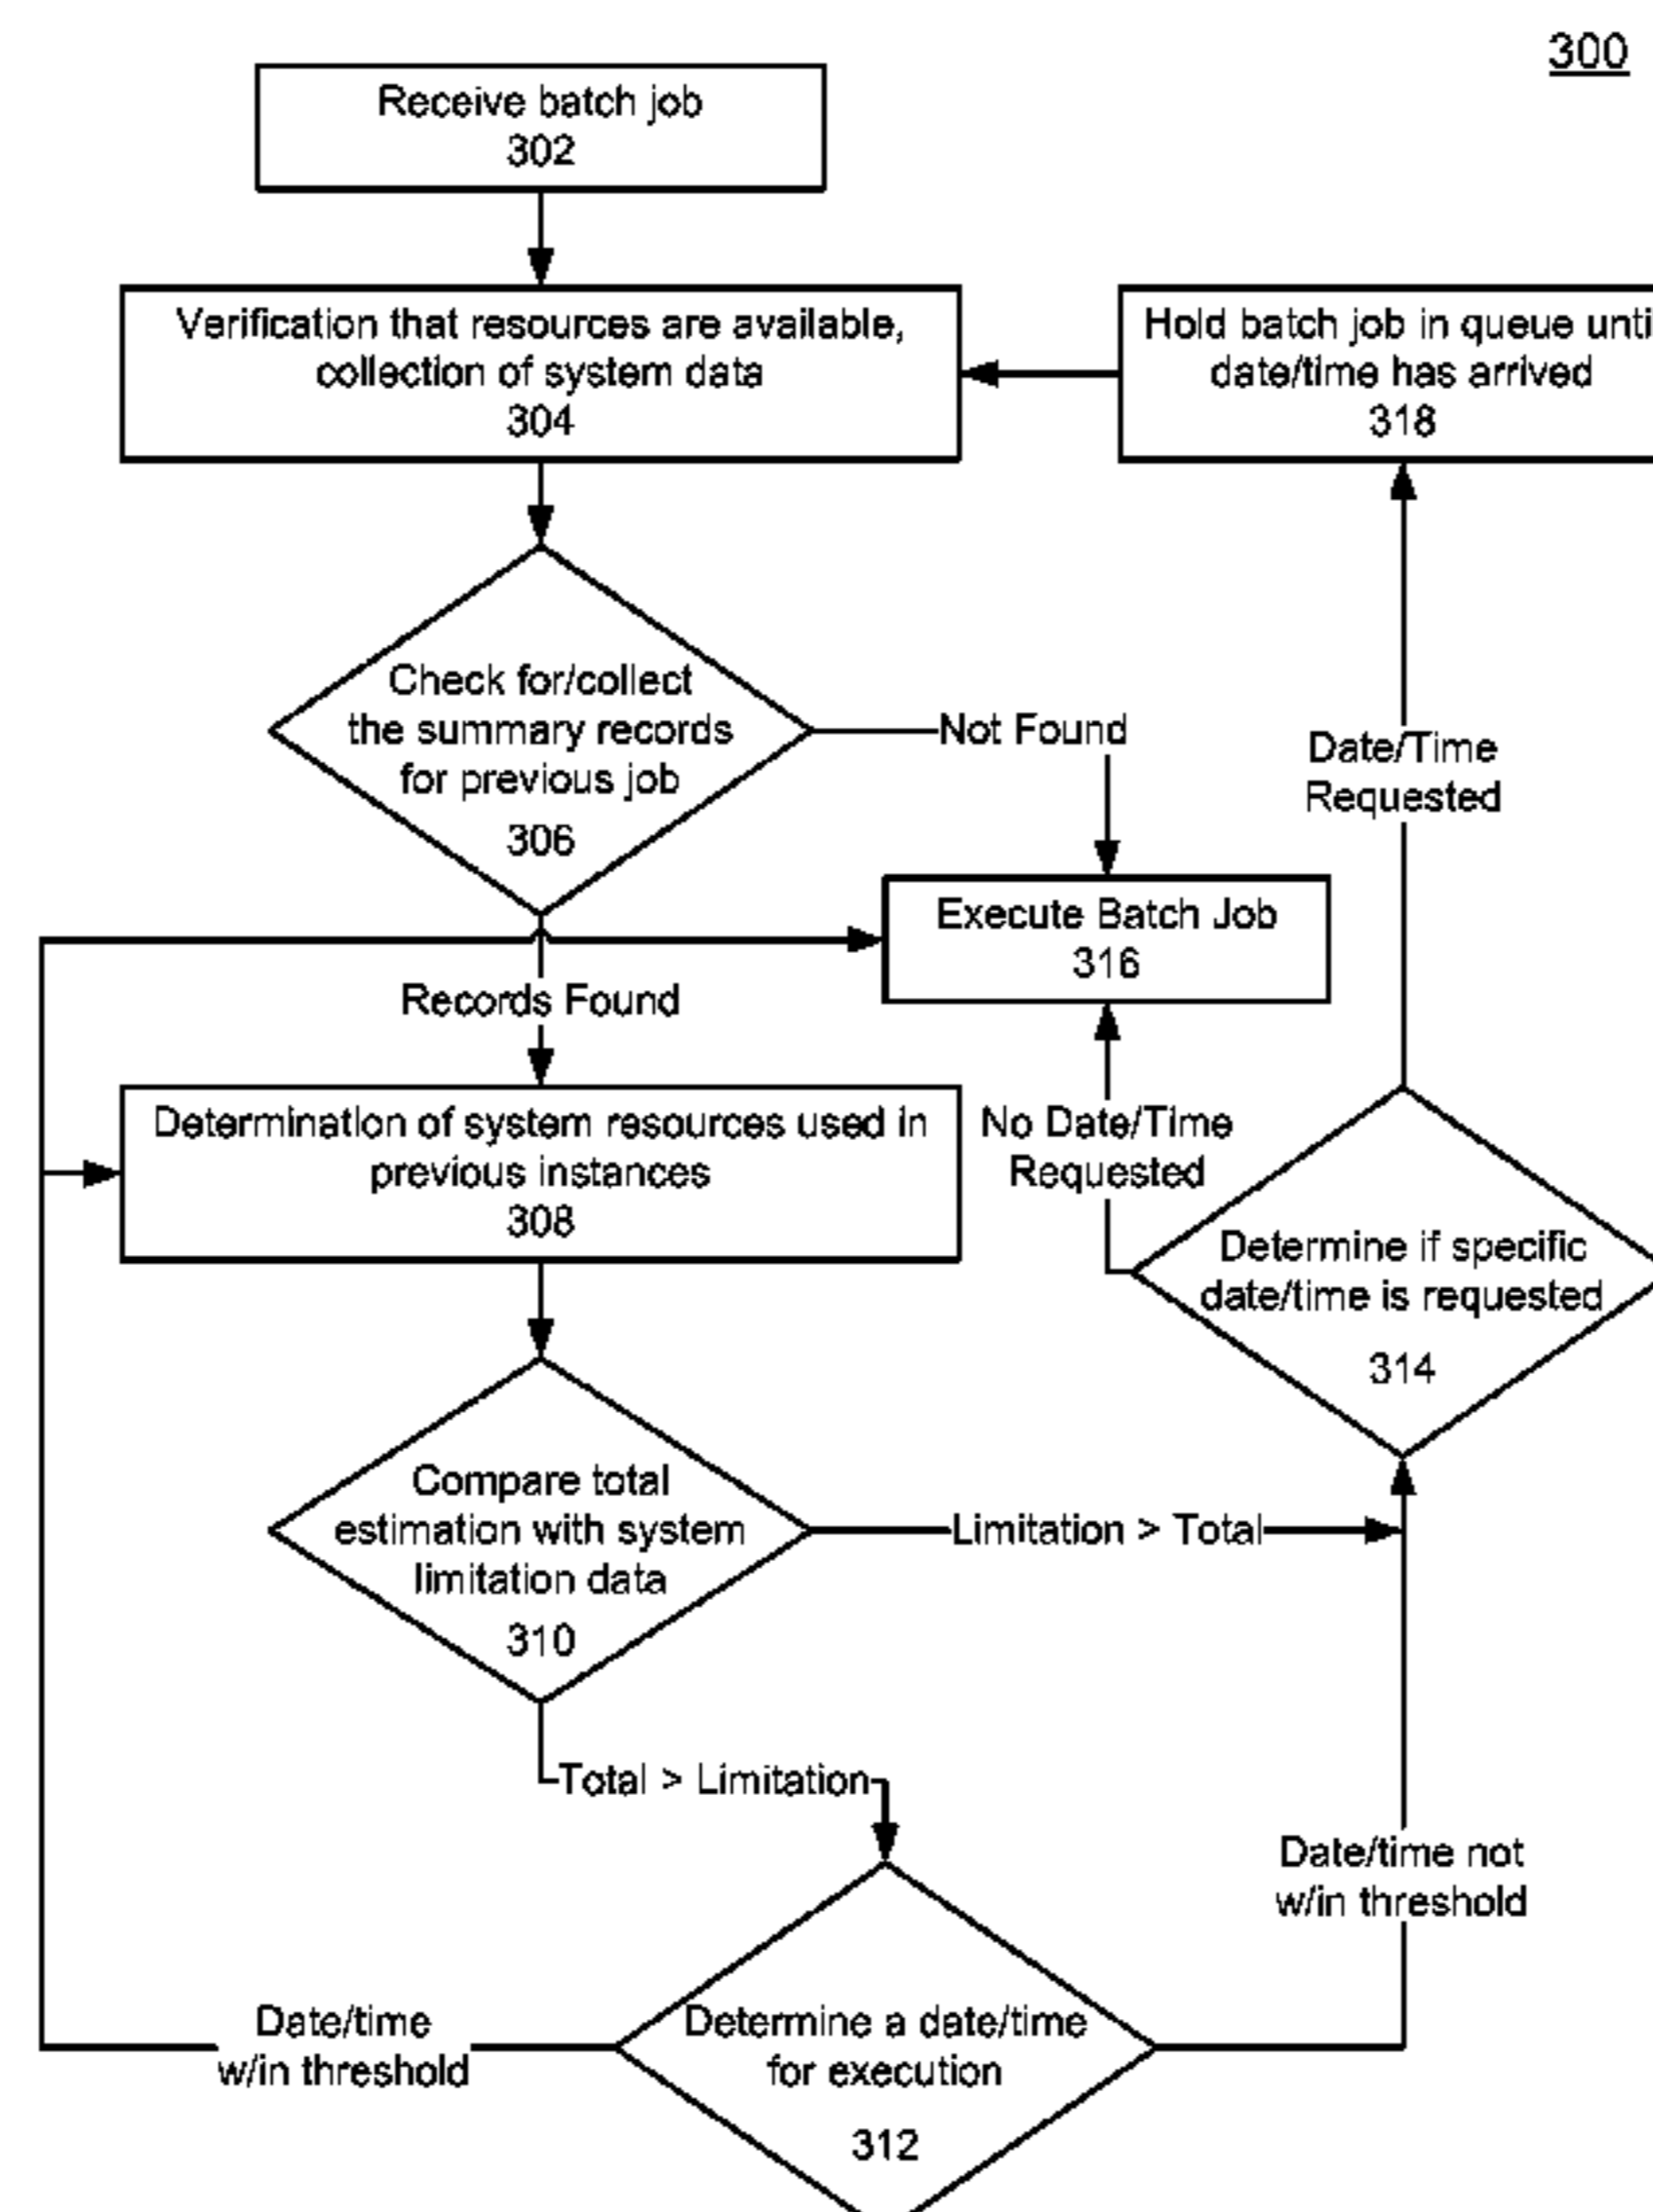 300
Receive batch job
302
Verification that resources are available,
collection of system data
304
Hold batch job in queue unti
date/time has arrived
318
Check for/collect
the summary records
for previous job
306
Not Found
Date/Time
Requested
Execute Batch Job
316
Records Found
Determination of system resources used in
previous instances
308
No Date/Time
Requested
Determine if specific
date/time is requested
314
Compare total
estimation with system
limitation data
310
Limitation > Total
Total > Limitation
Date/time not
w/in threshold
Date/time
w/in threshold
Determine a date/time
for execution
312